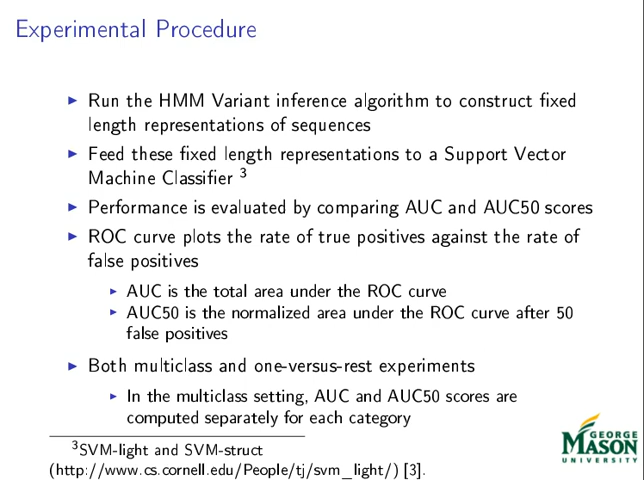 Experimental Procedure
Run the HMM Variant inference algorithm to construct fixed
length representations of sequences
Feed these fixed length representations to a Support Vector
Machine Classifier 3
Performance is evaluated by comparing AUC and AUC50 scores
ROC curve plots the rate of true positives against the rate of
false positives
AUC is the total area under the ROC curve
AUC50 is the normalized area under the ROC curve after 50
false positives
Both multiclass and one-versus-rest experiments
In the multiclass setting, AUC and AUC50 scores are
computed separately for each category
3SVM-light and SVM-struct
(http://www.cs.cornell.edu/People/tj/svm_light/) [3].
GEORGE
MASON
UNIVERSITY